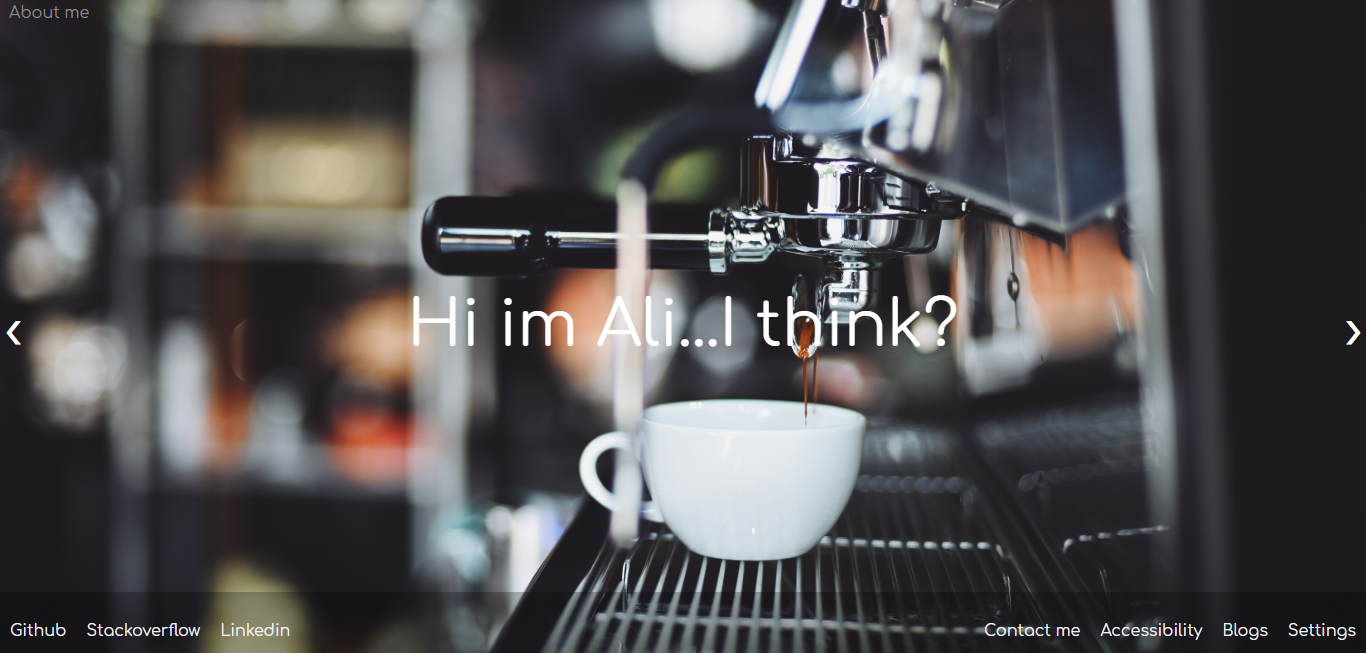 About me
Hi im Ali...I think?
❮ ❯
Github Stackoverflow Linkedin Contact me Accessibility Blogs Settings